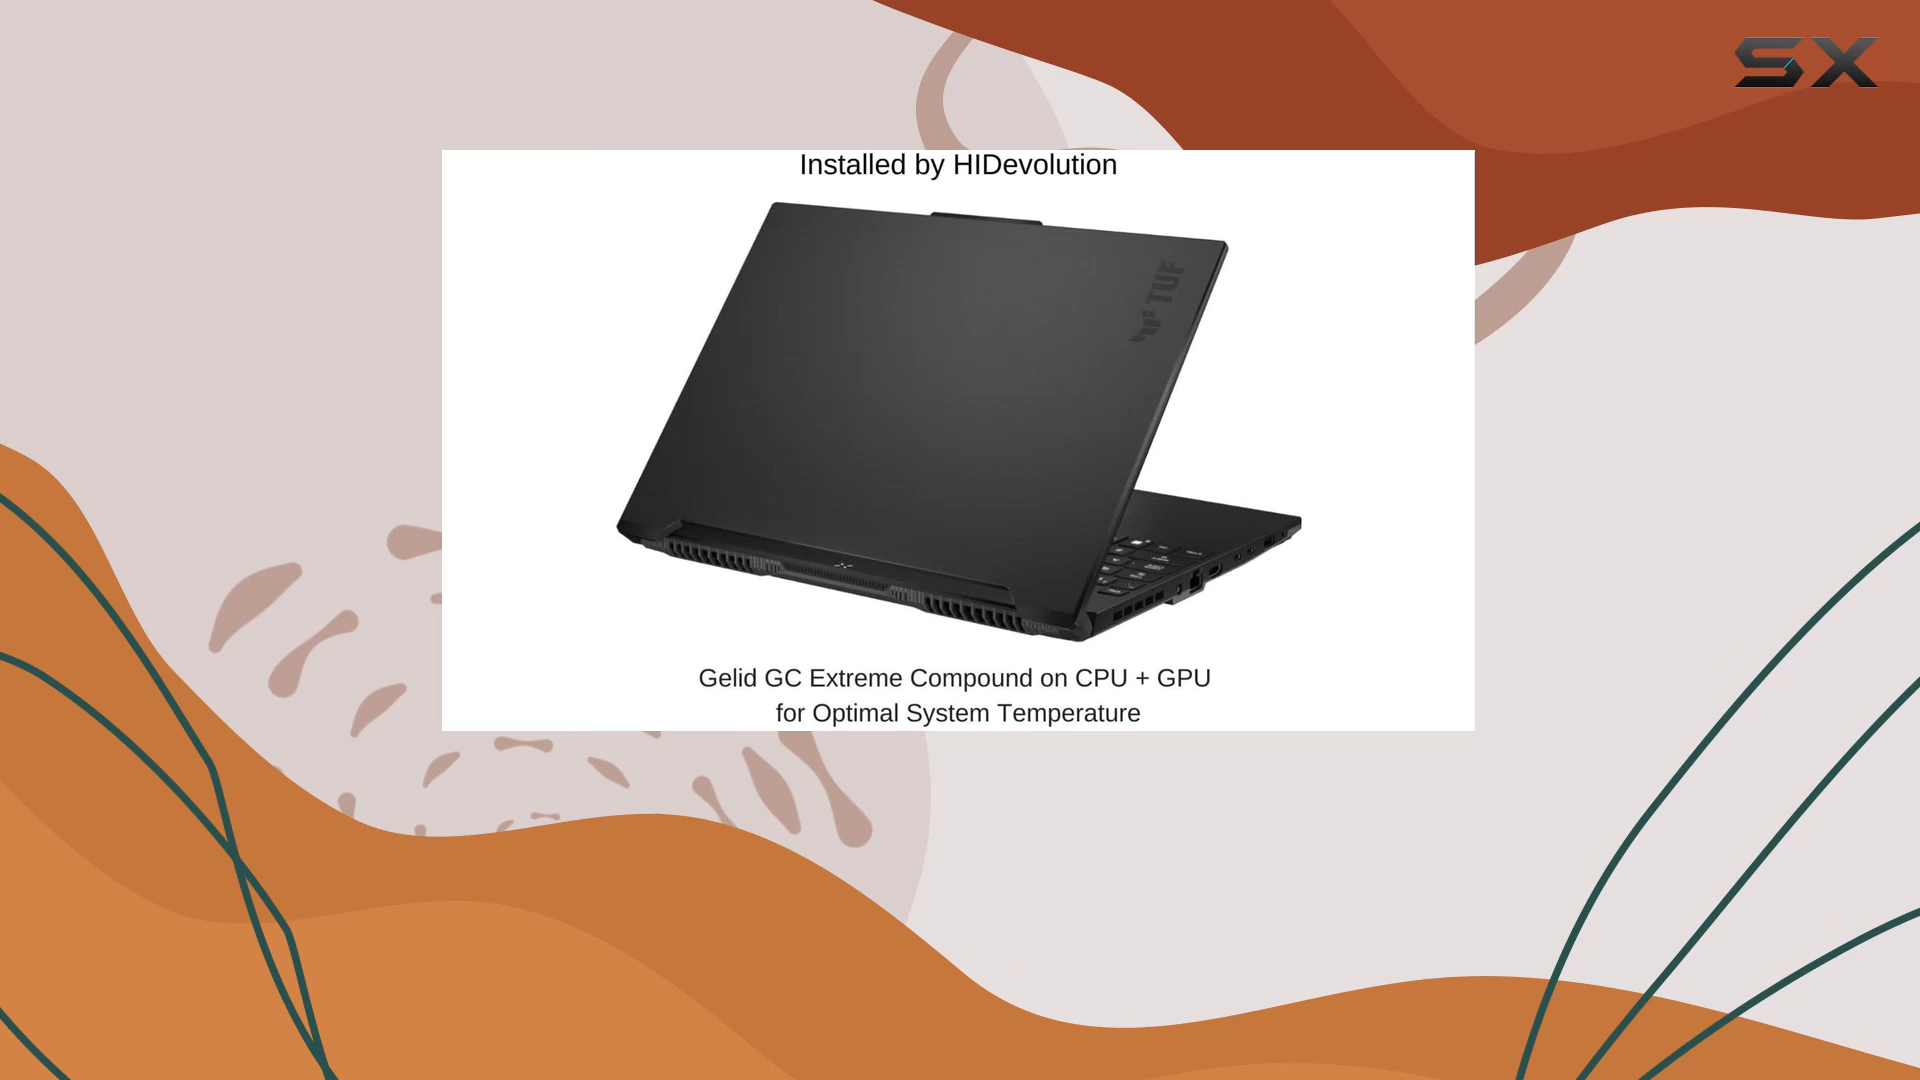 SX
Installed by HIDevolution
TUF
Gelid GC Extreme Compound on CPU + GPU
for Optimal System Temperature